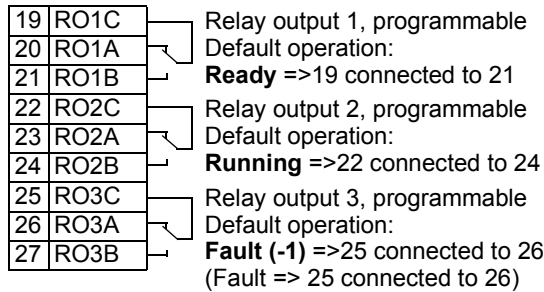 19 RO1C Relay output 1, programmable
20 RO1A Default operation:
21 RO1B Ready =>19 connected to 21
22 RO2C Relay output 2, programmable
23 RO2A Default operation:
24 RO2B Running =>22 connected to 24
25 RO3C Relay output 3, programmable
26 RO3A Default operation:
27 RO3B Fault (-1) =>25 connected to 26
(Fault => 25 connected to 26)